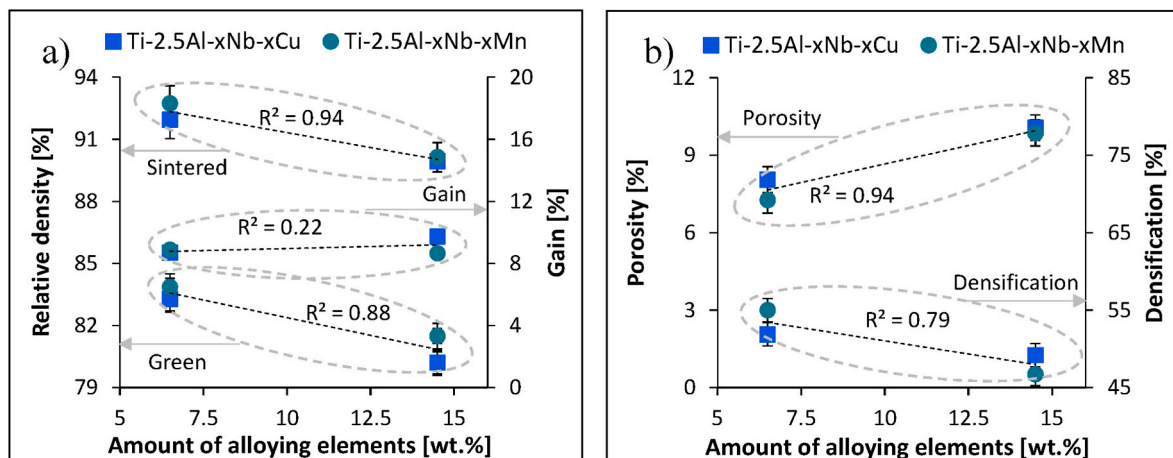 a)
Ti-2.5Al-xNb-xCu Ti-2.5Al-xNb-xMn
94
91
88
85
82
79
Relative density [%]
20
16
12
8
4
0
Gain [%]
R² = 0.94
Sintered
Gain
R² = 0.22
R² = 0.88
Green
5 7.5 10 12.5 15
Amount of alloying elements [wt.%]
b)
Ti-2.5Al-xNb-xCu Ti-2.5Al-xNb-xMn
12
9
6
3
0
Porosity [%]
85
75
65
55
45
Densification [%]
Porosity
R² = 0.94
Densification
R² = 0.79
5 7.5 10 12.5 15
Amount of alloying elements [wt.%]